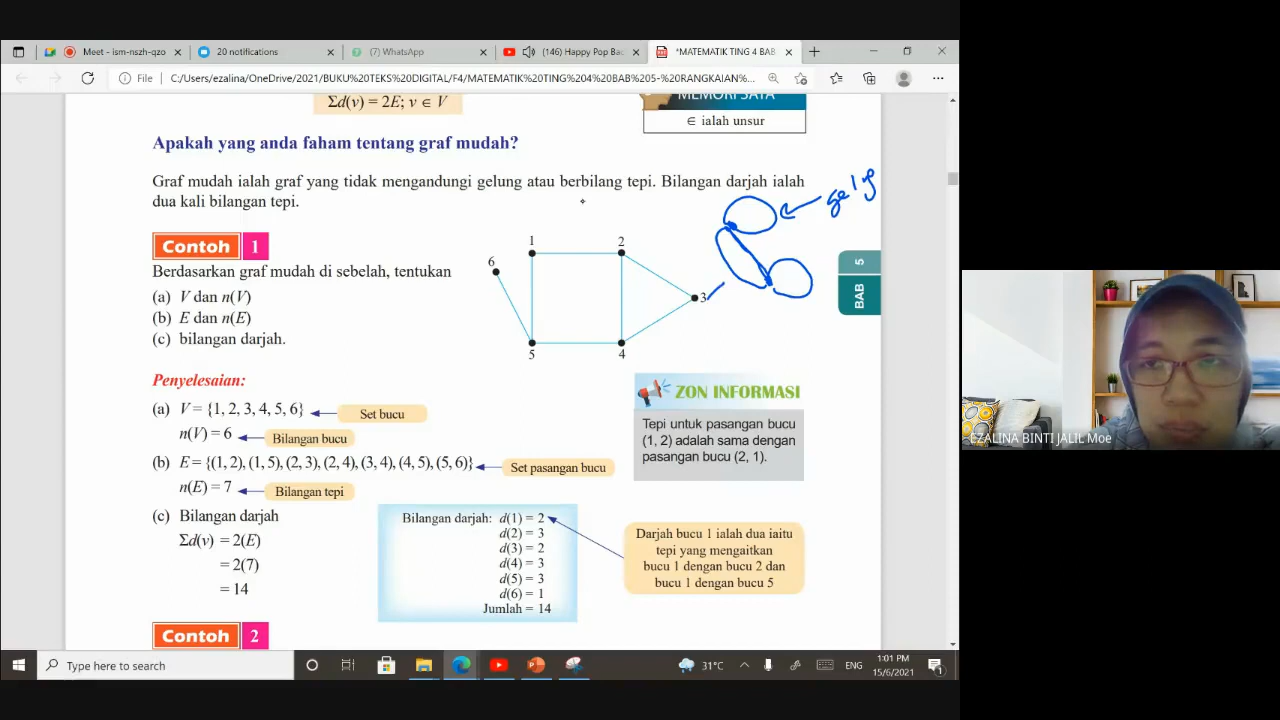 Meet - ism-nszh-qzo
20 notifications
(7) WhatsApp
(146) Happy Pop Bac
*MATEMATIK TING 4 BAB
File
C:/Users/ezalina/OneDrive/2021/BUKU%20TEKS%20DIGITAL/F4/MATEMATIK%20TING%204%20BAB%205-%20RANGKAIAN%...
Σd(v) = 2E; v ∈ V
MEMORI SAYA
∈ ialah unsur
Apakah yang anda faham tentang graf mudah?
Graf mudah ialah graf yang tidak mengandungi gelung atau berbilang tepi. Bilangan darjah ialah
dua kali bilangan tepi.
Contoh 1
Berdasarkan graf mudah di sebelah, tentukan
(a) V dan n(V)
(b) E dan n(E)
(c) bilangan darjah.
1
2
6
3
5
4
5
BAB
Penyelesaian:
(a) V = {1, 2, 3, 4, 5, 6}
Set bucu
n(V) = 6
Bilangan bucu
(b) E = {(1, 2), (1, 5), (2, 3), (2, 4), (3, 4), (4, 5), (5, 6)}
Set pasangan bucu
n(E) = 7
Bilangan tepi
ZON INFORMASI
Tepi untuk pasangan bucu
(1, 2) adalah sama dengan
pasangan bucu (2, 1).
(c) Bilangan darjah
Σd(v) = 2(E)
= 2(7)
= 14
Bilangan darjah: d(1) = 2
d(2) = 3
d(3) = 2
d(4) = 3
d(5) = 3
d(6) = 1
Jumlah = 14
Darjah bucu 1 ialah dua iaitu
tepi yang mengaitkan
bucu 1 dengan bucu 2 dan
bucu 1 dengan bucu 5
Contoh 2
EZALINA BINTI JALIL Moe
Type here to search
31°C
ENG
1:01 PM
15/6/2021
1